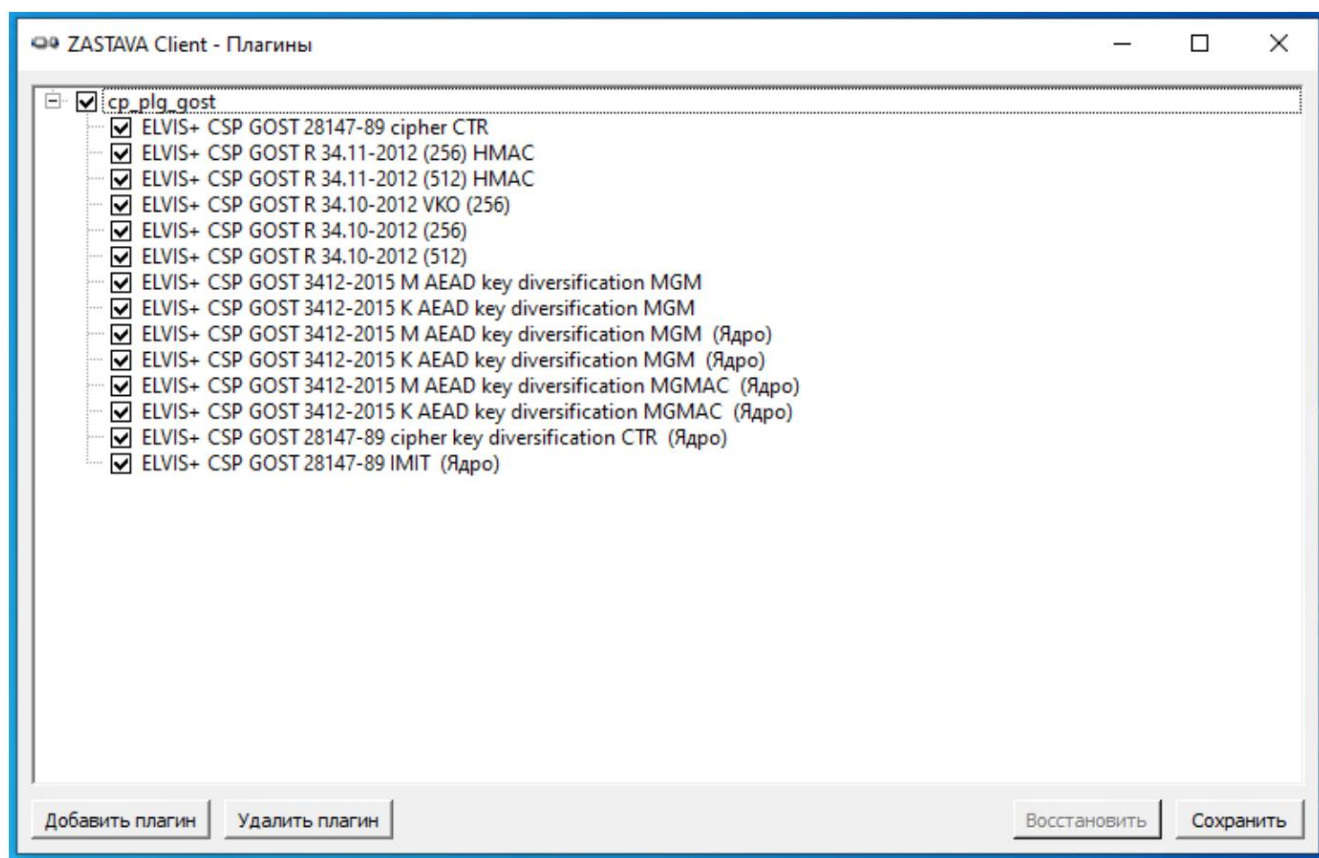 ZASTAVA Client - Плагины
cp_plg_gost
ELVIS+ CSP GOST 28147-89 cipher CTR
ELVIS+ CSP GOST R 34.11-2012 (256) HMAC
ELVIS+ CSP GOST R 34.11-2012 (512) HMAC
ELVIS+ CSP GOST R 34.10-2012 VKO (256)
ELVIS+ CSP GOST R 34.10-2012 (256)
ELVIS+ CSP GOST R 34.10-2012 (512)
ELVIS+ CSP GOST 3412-2015 M AEAD key diversification MGM
ELVIS+ CSP GOST 3412-2015 K AEAD key diversification MGM
ELVIS+ CSP GOST 3412-2015 M AEAD key diversification MGM (Ядро)
ELVIS+ CSP GOST 3412-2015 K AEAD key diversification MGM (Ядро)
ELVIS+ CSP GOST 3412-2015 M AEAD key diversification MGMAC (Ядро)
ELVIS+ CSP GOST 3412-2015 K AEAD key diversification MGMAC (Ядро)
ELVIS+ CSP GOST 28147-89 cipher key diversification CTR (Ядро)
ELVIS+ CSP GOST 28147-89 IMIT (Ядро)
Добавить плагин Удалить плагин Восстановить Сохранить